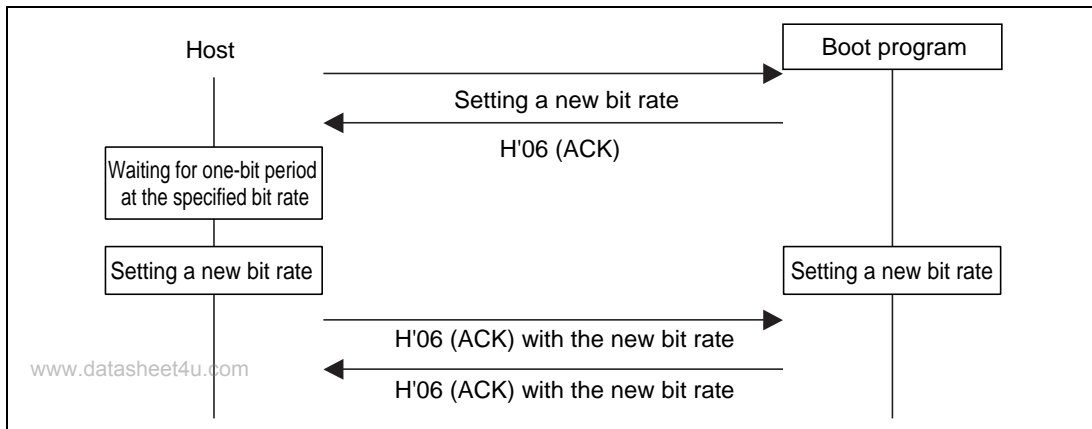 Host
Boot program
Setting a new bit rate
H'06 (ACK)
Waiting for one-bit period
at the specified bit rate
Setting a new bit rate
Setting a new bit rate
H'06 (ACK) with the new bit rate
www.datasheet4u.com
H'06 (ACK) with the new bit rate